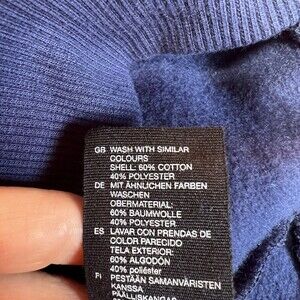 GB WASH WITH SIMILAR
COLOURS
SHELL: 60% COTTON
40% POLYESTER
DE MIT ÄHNLICHEN FARBEN
WASCHEN
OBERMATERIAL:
60% BAUMWOLLE
40% POLYESTER
ES LAVAR CON PRENDAS DE
COLOR PARECIDO
TELA EXTERIOR:
60% ALGODÓN
40% poliéster
FI PESTÄÄN SAMANVÄRISTEN
KANSSA
PÄÄLLISKANGAS